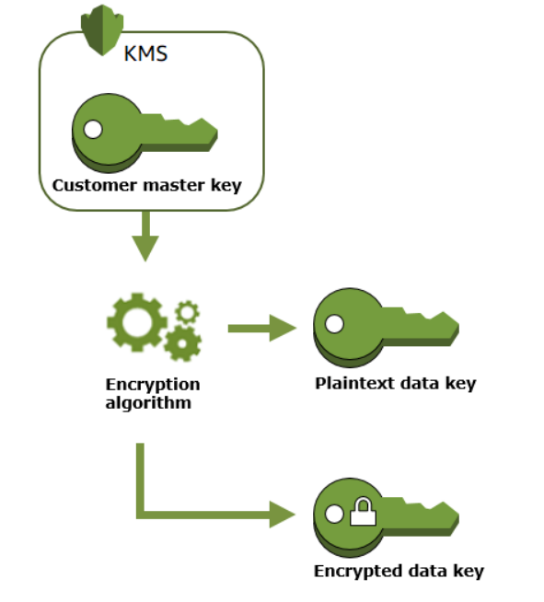 KMS
Customer master key
Encryption
algorithm
Plaintext data key
Encrypted data key